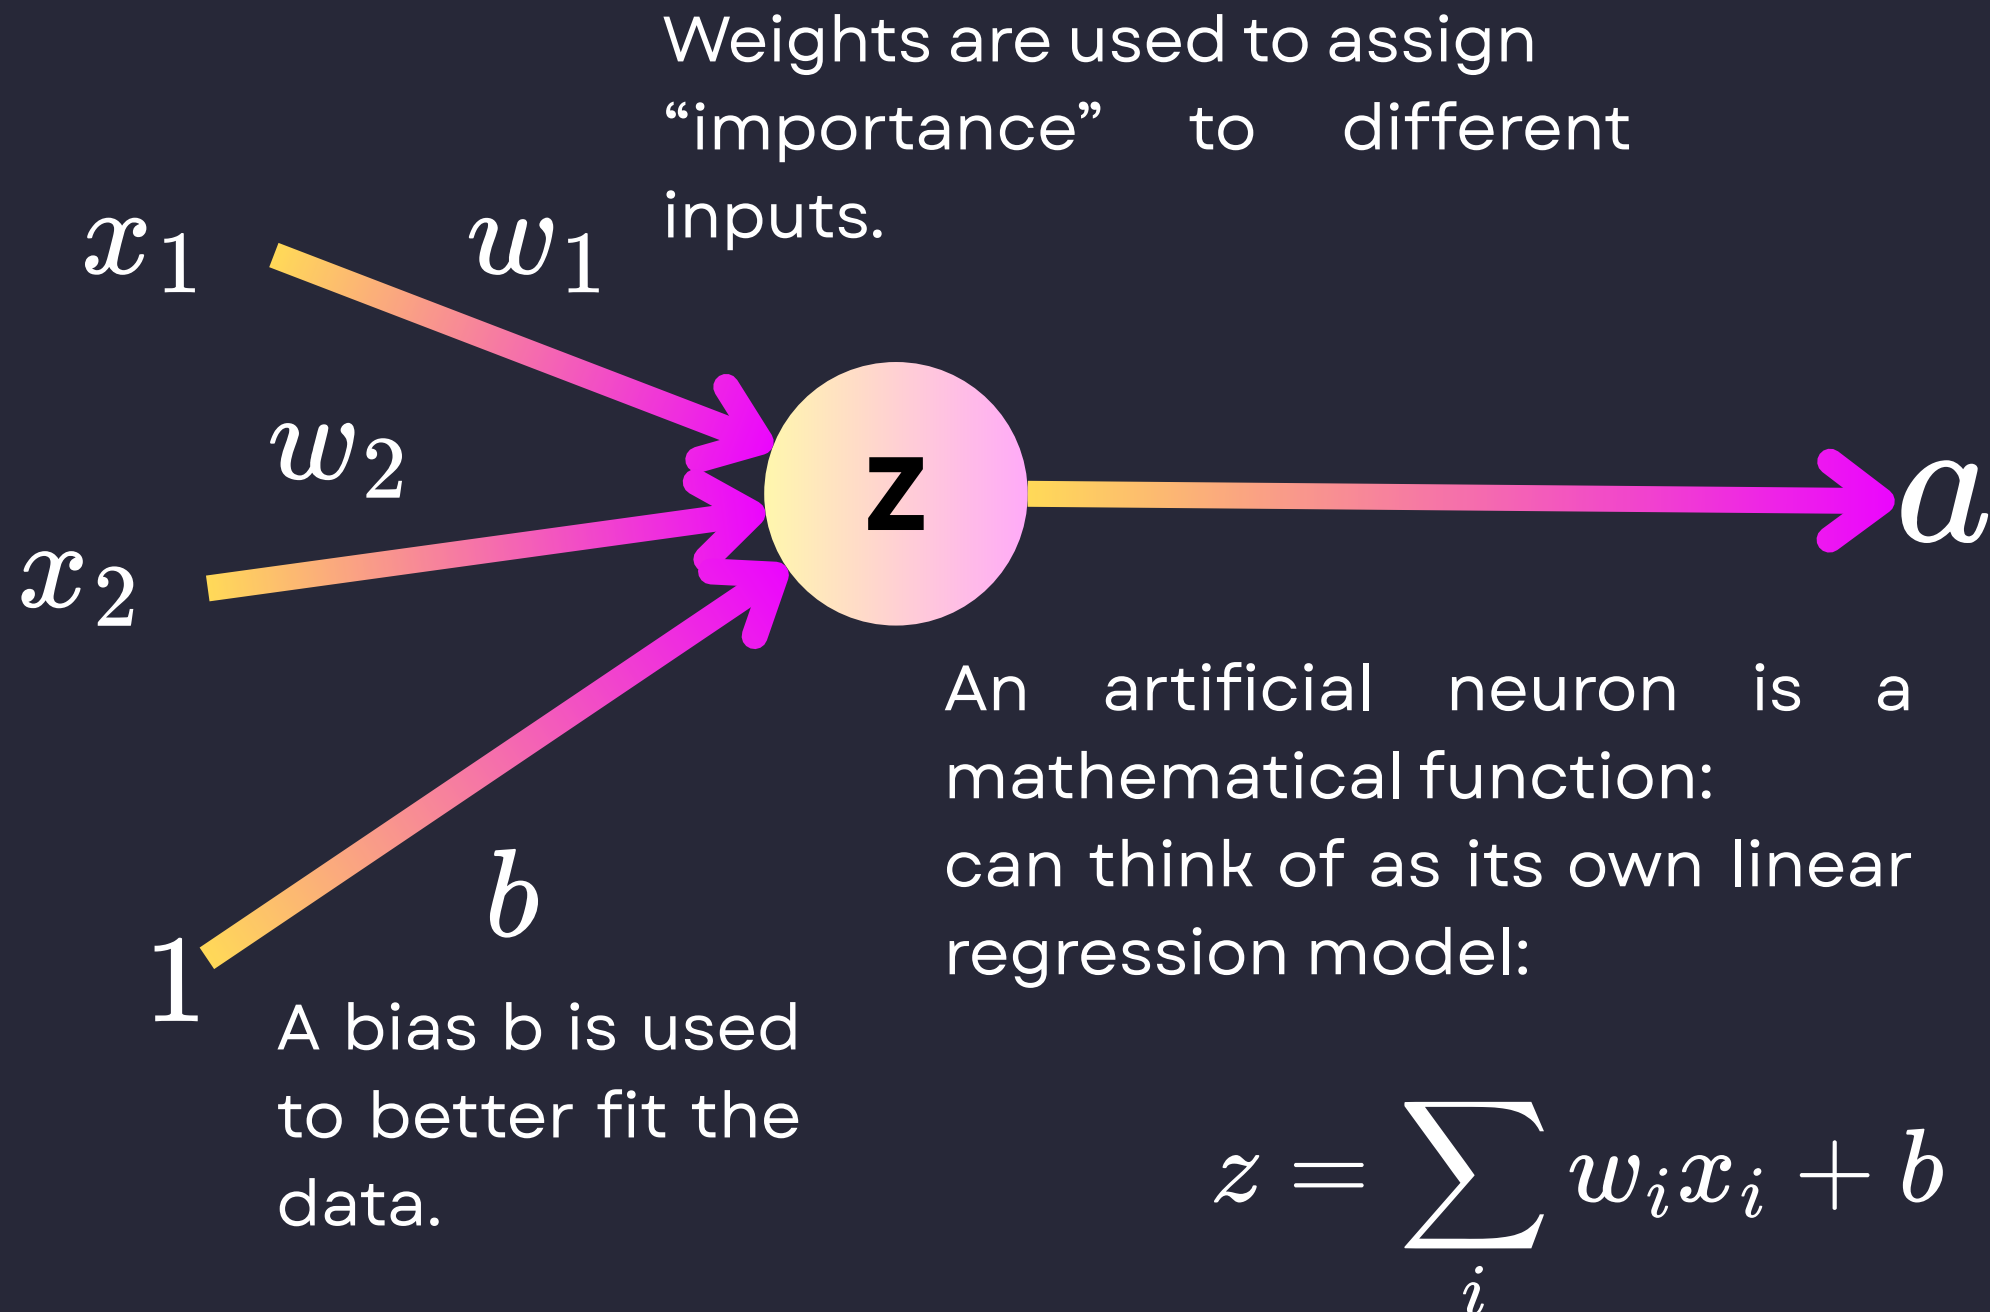 Weights are used to assign
“importance” to different
inputs.
x₁
w₁
w₂
x₂
z
a
An artificial neuron is a
mathematical function:
can think of as its own linear
regression model:
b
1
A bias b is used
to better fit the
data.
z = ∑ᵢ wᵢxᵢ + b